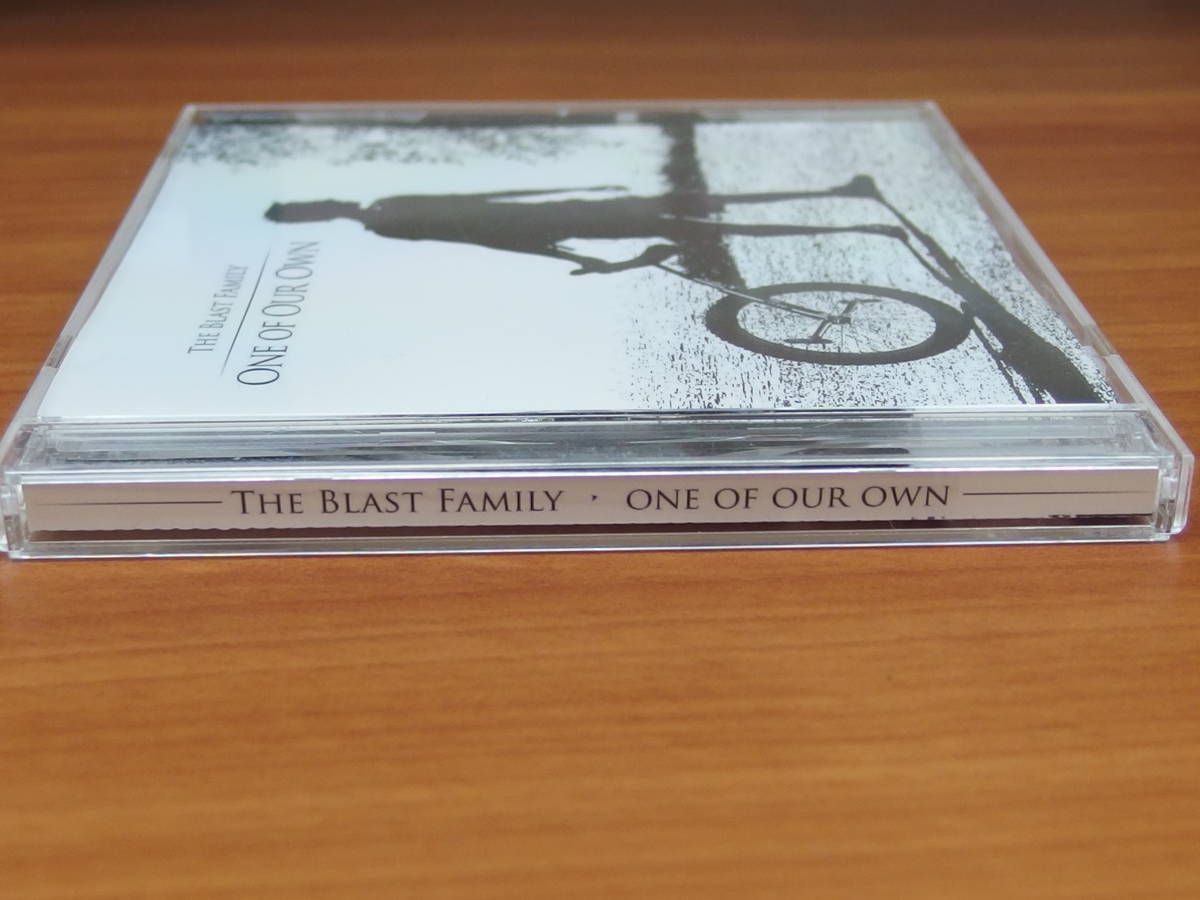 THE BLAST FAMILY
ONE OF OUR OWN
THE BLAST FAMILY · ONE OF OUR OWN